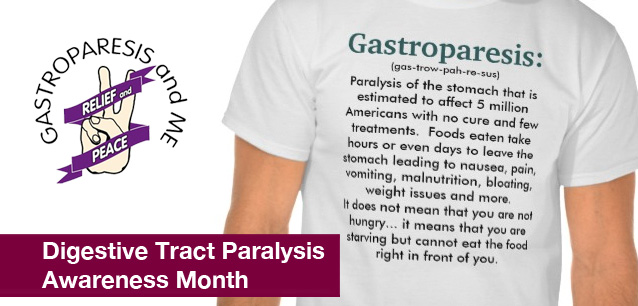 GASTROPARESIS and ME
RELIEF and
PEACE
Gastroparesis:
(gas-trow-pah-re-sus)
Paralysis of the stomach that is
estimated to affect 5 million
Americans with no cure and few
treatments. Foods eaten take
hours or even days to leave the
stomach leading to nausea, pain,
vomiting, malnutrition, bloating,
weight issues and more.
It does not mean that you are not
hungry... it means that you are
starving but cannot eat the food
right in front of you.
Digestive Tract Paralysis
Awareness Month